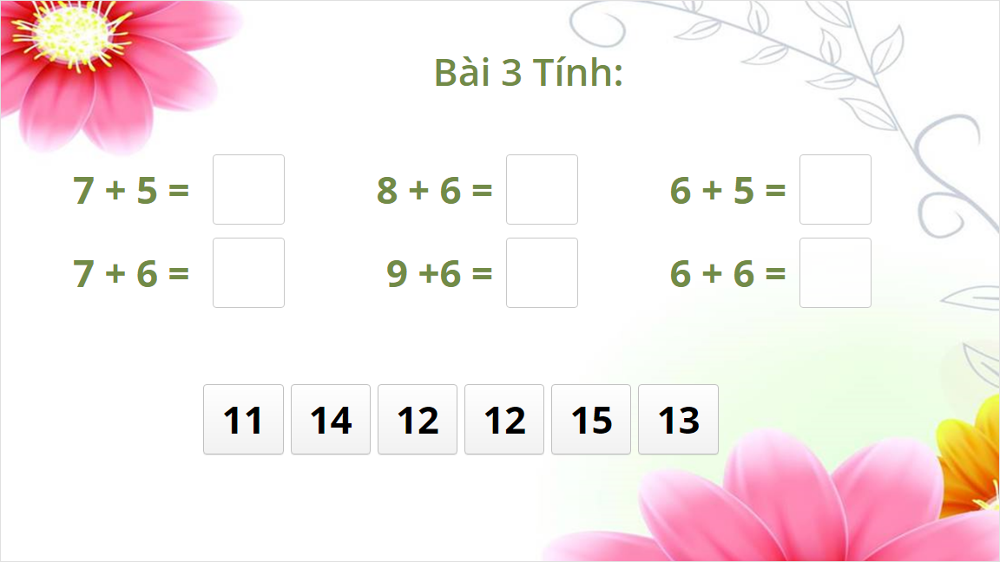 Bài 3 Tính:
7 + 5 = 8 + 6 = 6 + 5 =
7 + 6 = 9 +6 = 6 + 6 =
11 14 12 12 15 13